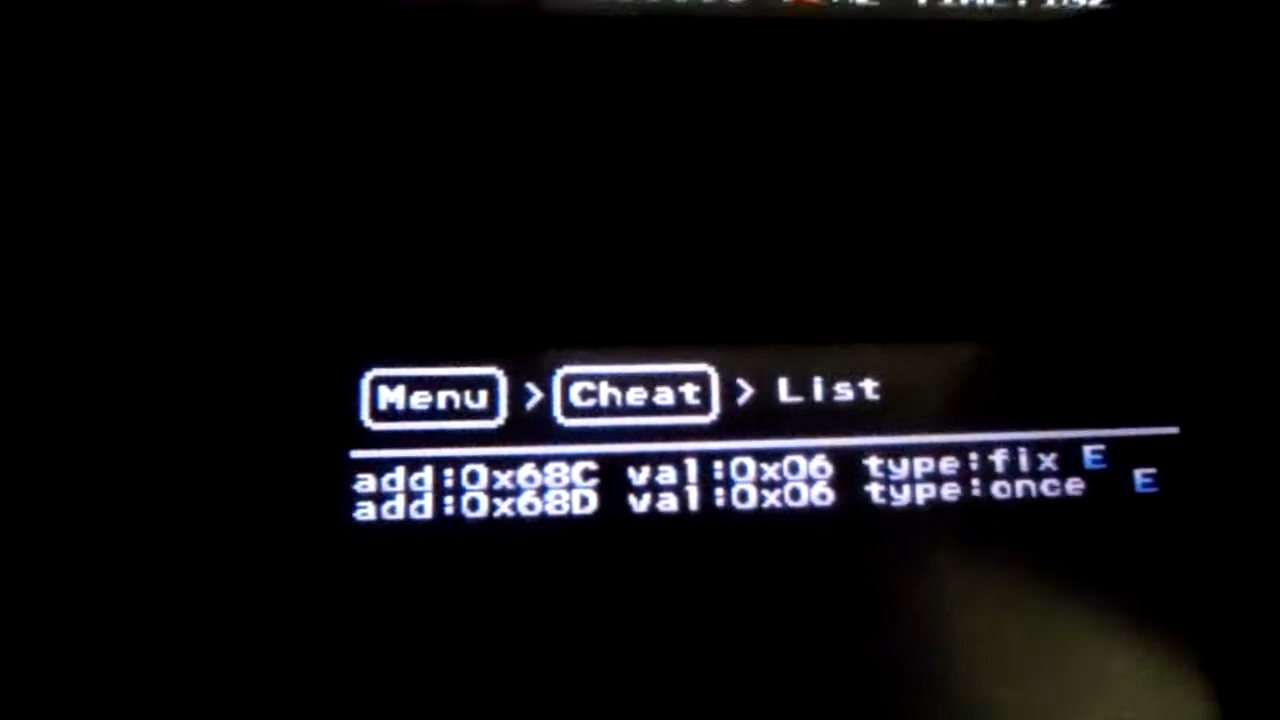 Menu > Cheat > List
add:0x68C val:0x06 type:fix E
add:0x68D val:0x06 type:once E